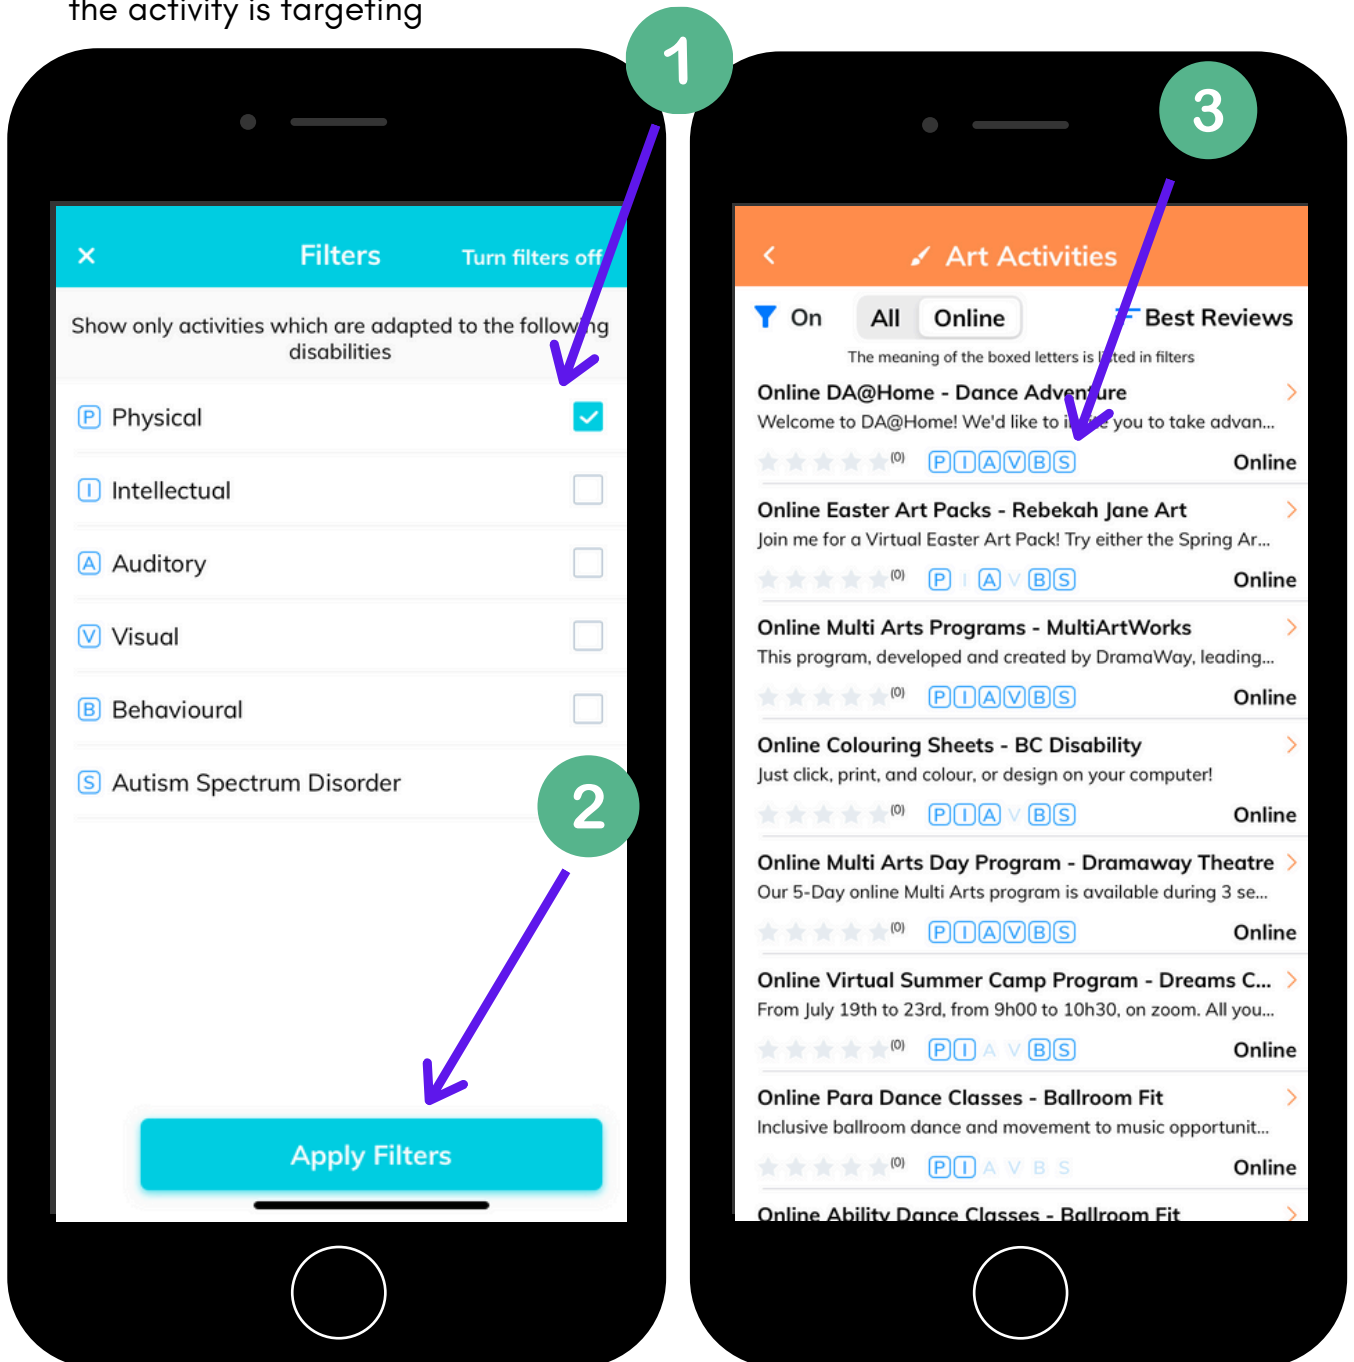 the activity is targeting
1
3
Filters
Turn filters off
Show only activities which are adapted to the following
disabilities
P Physical
I Intellectual
A Auditory
V Visual
B Behavioural
S Autism Spectrum Disorder
2
Apply Filters
Art Activities
On All Online Best Reviews
The meaning of the boxed letters is listed in filters
Online DA@Home - Dance Adventure
Welcome to DA@Home! We'd like to invite you to take advan...
(0) P I A V B S Online
Online Easter Art Packs - Rebekah Jane Art
Join me for a Virtual Easter Art Pack! Try either the Spring Ar...
(0) P I A V B S Online
Online Multi Arts Programs - MultiArtWorks
This program, developed and created by DramaWay, leading...
(0) P I A V B S Online
Online Colouring Sheets - BC Disability
Just click, print, and colour, or design on your computer!
(0) P I A V B S Online
Online Multi Arts Day Program - Dramaway Theatre
Our 5-Day online Multi Arts program is available during 3 se...
(0) P I A V B S Online
Online Virtual Summer Camp Program - Dreams C...
From July 19th to 23rd, from 9h00 to 10h30, on zoom. All you...
(0) P I A V B S Online
Online Para Dance Classes - Ballroom Fit
Inclusive ballroom dance and movement to music opportunit...
(0) P I A V B S Online
Online Ability Dance Classes - Ballroom Fit